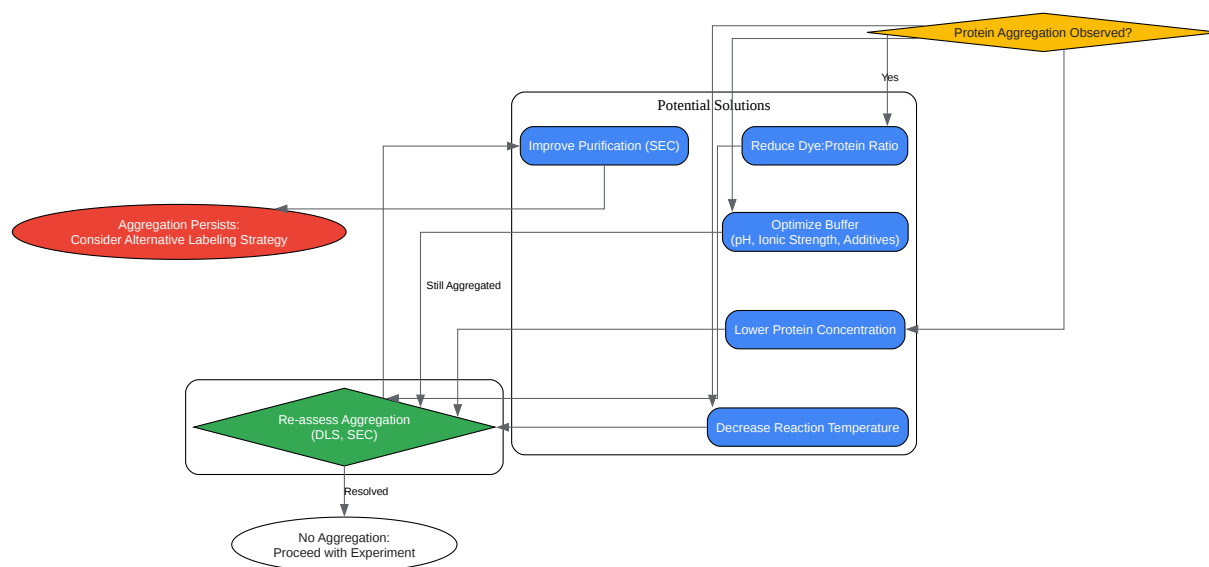 Protein Aggregation Observed?
Yes
Potential Solutions
Improve Purification (SEC)
Reduce Dye:Protein Ratio
Aggregation Persists:
Consider Alternative Labeling Strategy
Optimize Buffer
(pH, Ionic Strength, Additives)
Still Aggregated
Lower Protein Concentration
Re-assess Aggregation
(DLS, SEC)
Decrease Reaction Temperature
Resolved
No Aggregation:
Proceed with Experiment